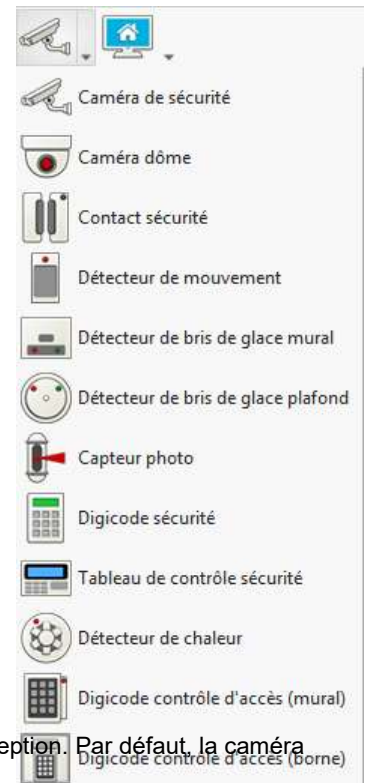 Caméra de sécurité
Caméra dôme
Contact sécurité
Détecteur de mouvement
Détecteur de bris de glace mural
Détecteur de bris de glace plafond
Capteur photo
Digicode sécurité
Tableau de contrôle sécurité
Détecteur de chaleur
Digicode contrôle d'accès (mural)
eption. Par défaut, la caméra
Digicode contrôle d'accès (borne)